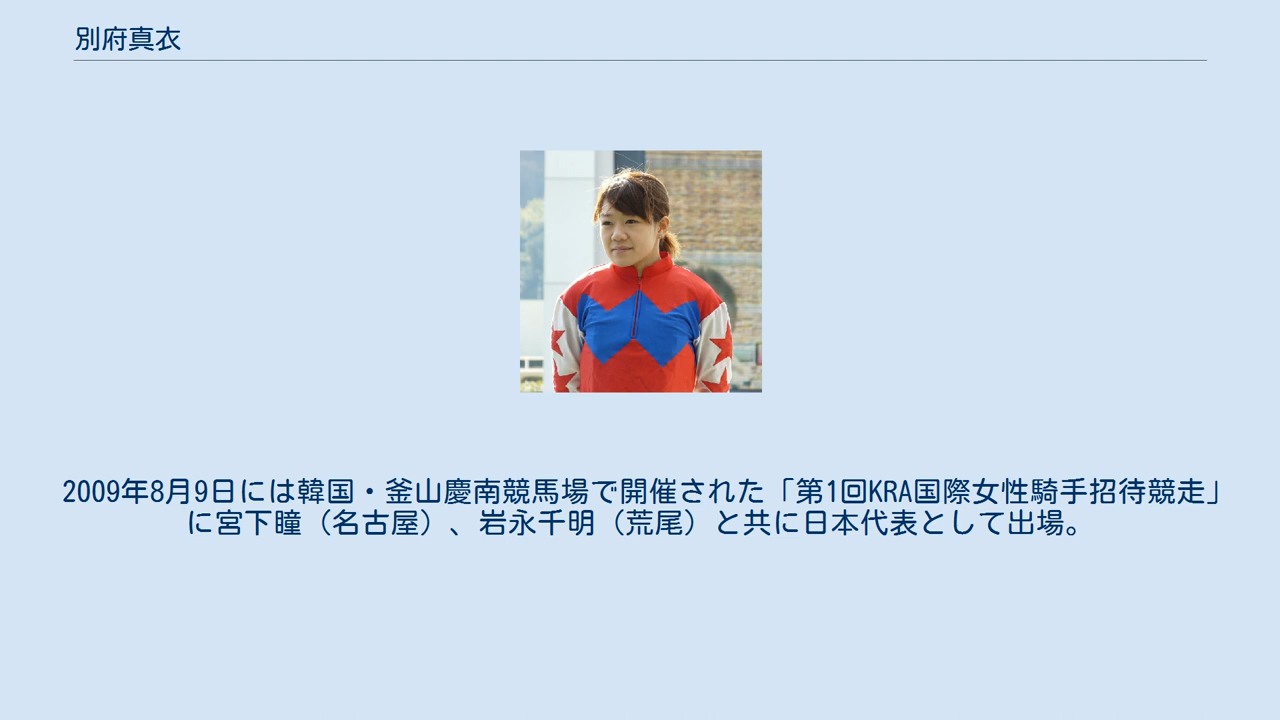 別府真衣
2009年8月9日には韓国・釜山慶南競馬場で開催された「第1回KRA国際女性騎手招待競走」
に宮下瞳（名古屋）、岩永千明（荒尾）と共に日本代表として出場。